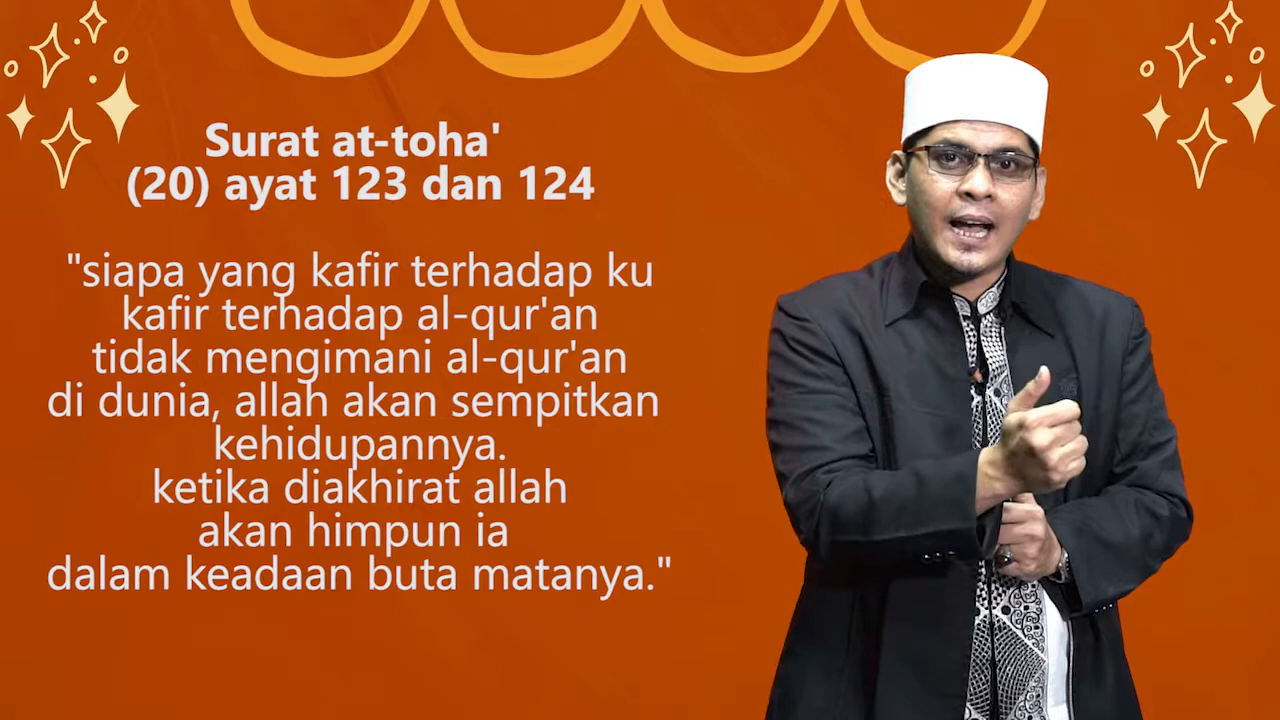 Surat at-toha'
(20) ayat 123 dan 124
"siapa yang kafir terhadap ku
kafir terhadap al-qur'an
tidak mengimani al-qur'an
di dunia, allah akan sempitkan
kehidupannya.
ketika diakhirat allah
akan himpun ia
dalam keadaan buta matanya."